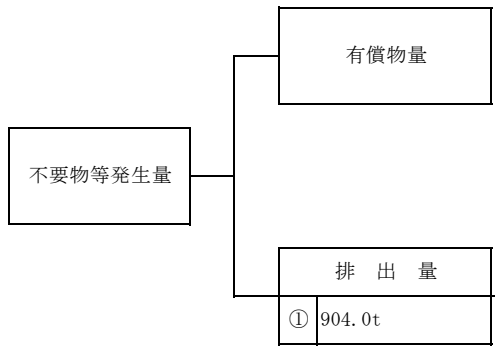 有償物量
不要物等発生量
排 出 量
① 904.0t